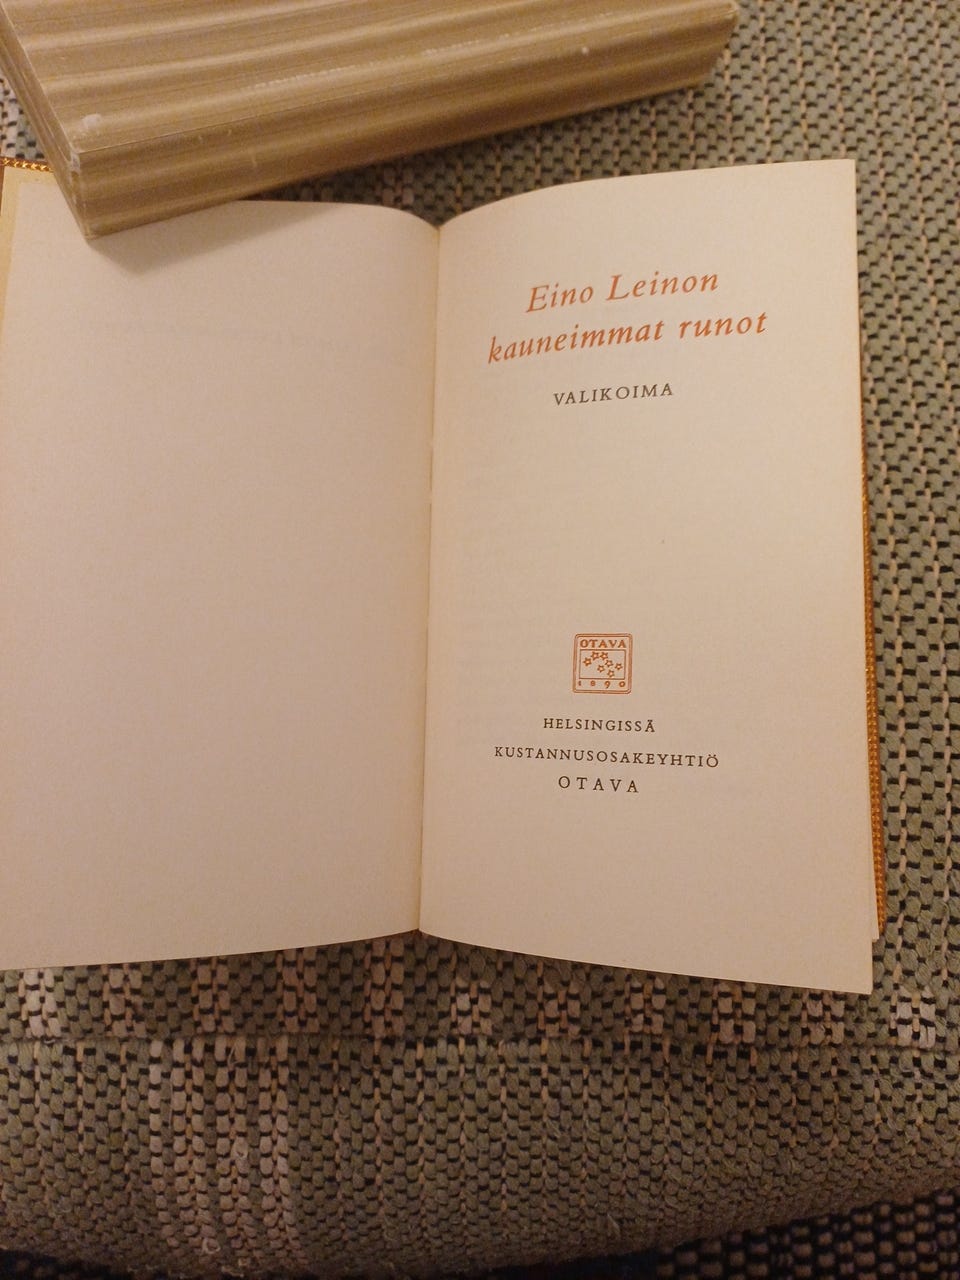 Eino Leinon
kauneimmat runot
VALIKOIMA
OTAVA
1890
HELSINGISSÄ
KUSTANNUSOSAKEYHTIÖ
OTAVA